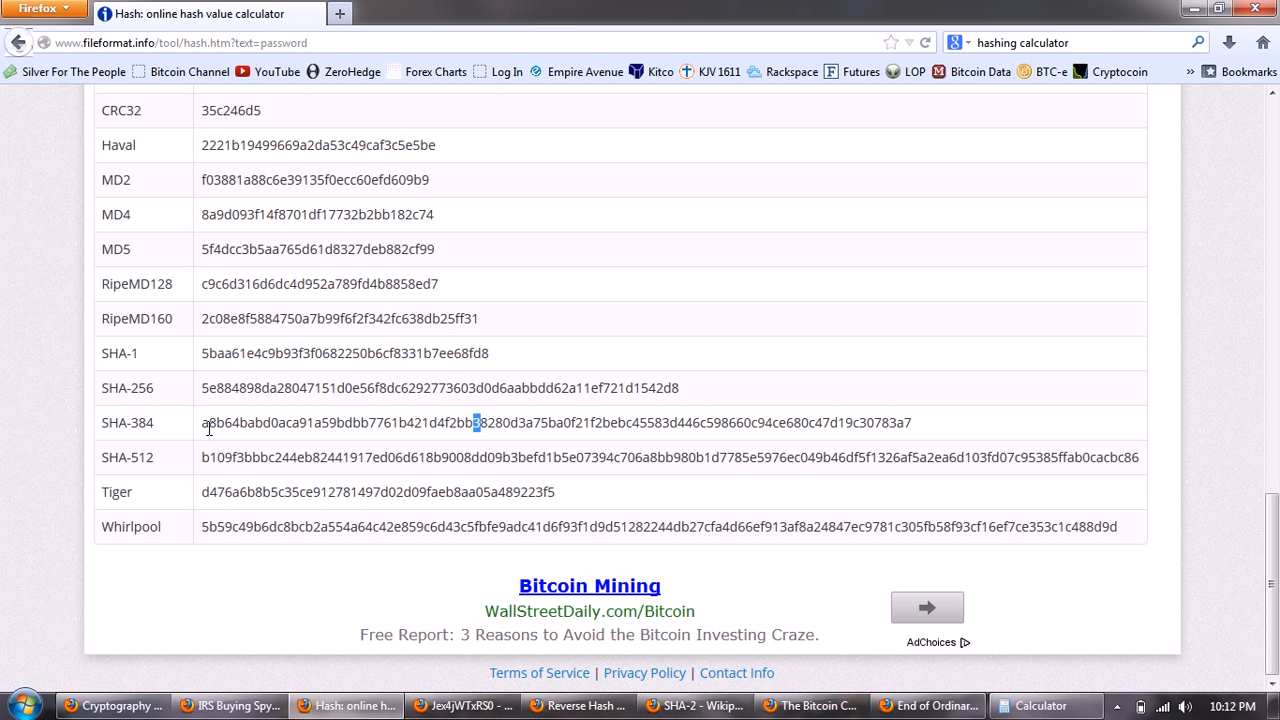 Firefox
Hash: online hash value calculator
www.fileformat.info/tool/hash.htm?text=password
hashing calculator
Silver For The People Bitcoin Channel YouTube ZeroHedge Forex Charts Log In Empire Avenue Kitco KJV 1611 Rackspace Futures LOP Bitcoin Data BTC-e Cryptocoin » Bookmarks
CRC32 35c246d5
Haval 2221b19499669a2da53c49caf3c5e5be
MD2 f03881a88c6e39135f0ecc60efd609b9
MD4 8a9d093f14f8701df17732b2bb182c74
MD5 5f4dcc3b5aa765d61d8327deb882cf99
RipeMD128 c9c6d316d6dc4d952a789fd4b8858ed7
RipeMD160 2c08e8f5884750a7b99f6f2f342fc638db25ff31
SHA-1 5baa61e4c9b93f3f0682250b6cf8331b7ee68fd8
SHA-256 5e884898da28047151d0e56f8dc6292773603d0d6aabbdd62a11ef721d1542d8
SHA-384 a8b64babd0aca91a59bdbb7761b421d4f2bb38280d3a75ba0f21f2bebc45583d446c598660c94ce680c47d19c30783a7
SHA-512 b109f3bbbc244eb82441917ed06d618b9008dd09b3befd1b5e07394c706a8bb980b1d7785e5976ec049b46df5f1326af5a2ea6d103fd07c95385ffab0cacbc86
Tiger d476a6b8b5c35ce912781497d02d09faeb8aa05a489223f5
Whirlpool 5b59c49b6dc8bcb2a554a64c42e859c6d43c5fbfe9adc41d6f93f1d9d51282244db27cfa4d66ef913af8a24847ec9781c305fb58f93cf16ef7ce353c1c488d9d
Bitcoin Mining
WallStreetDaily.com/Bitcoin
Free Report: 3 Reasons to Avoid the Bitcoin Investing Craze.
AdChoices
Terms of Service | Privacy Policy | Contact Info
Cryptography ... IRS Buying Spy... Hash: online h... Jex4jWTxRS0 - ... Reverse Hash ... SHA-2 - Wikip... The Bitcoin C... End of Ordinar... Calculator 10:12 PM